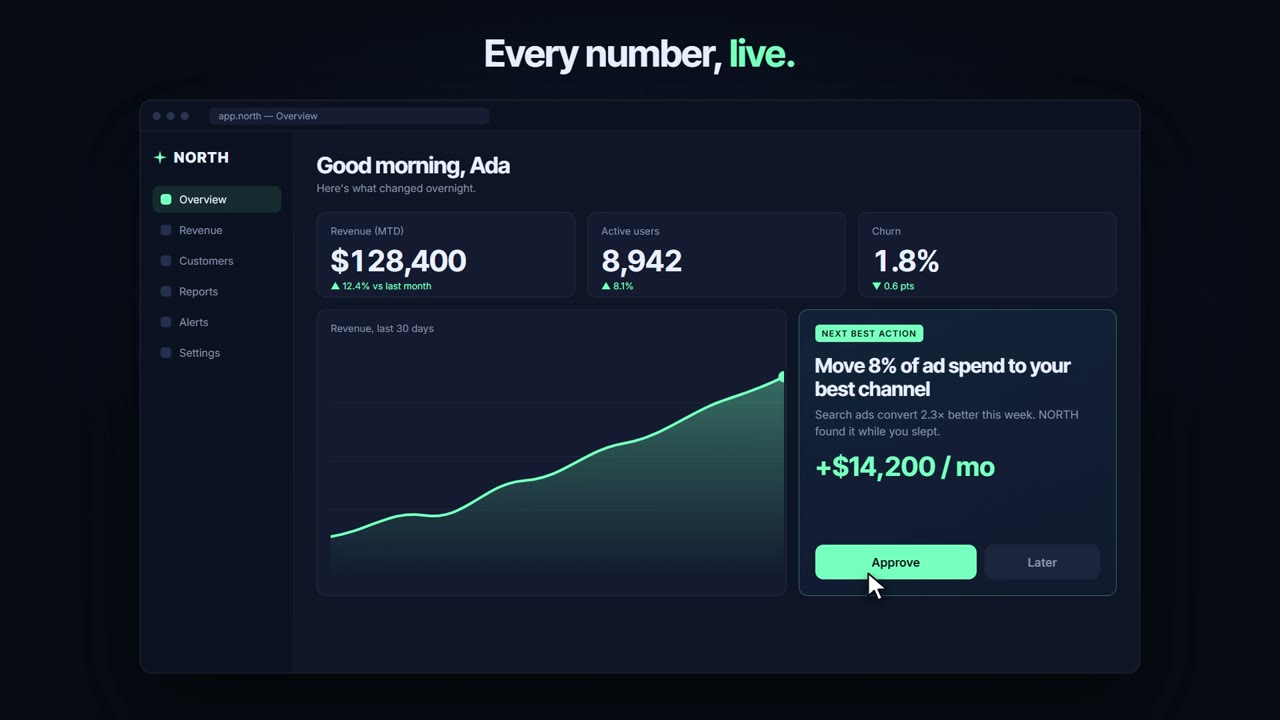 Every number, live.
app.north — Overview
NORTH
Overview
Revenue
Customers
Reports
Alerts
Settings
Good morning, Ada
Here's what changed overnight.
Revenue (MTD)
$128,400
▲ 12.4% vs last month
Active users
8,942
▲ 8.1%
Churn
1.8%
▼ 0.6 pts
Revenue, last 30 days
NEXT BEST ACTION
Move 8% of ad spend to your
best channel
Search ads convert 2.3× better this week. NORTH
found it while you slept.
+$14,200 / mo
Approve
Later